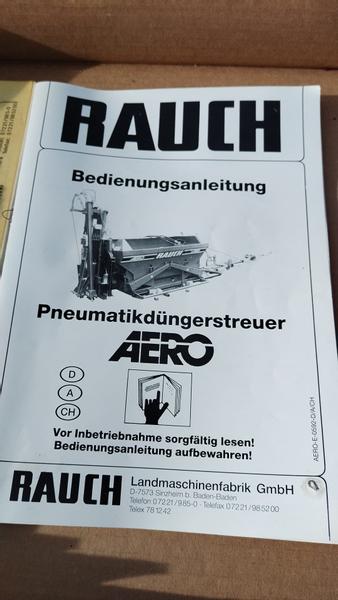 RAUCH
Bedienungsanleitung
RAUCH
Pneumatikdüngerstreuer
AERO
D
A
CH
Vor Inbetriebnahme sorgfältig lesen!
Bedienungsanleitung aufbewahren!
AERO-E-0592-D/A/CH
RAUCH
Landmaschinenfabrik GmbH
D-7573 Sinzheim b. Baden-Baden
Telefon 07221/985-0 - Telefax 07221/985200
Telex 781242